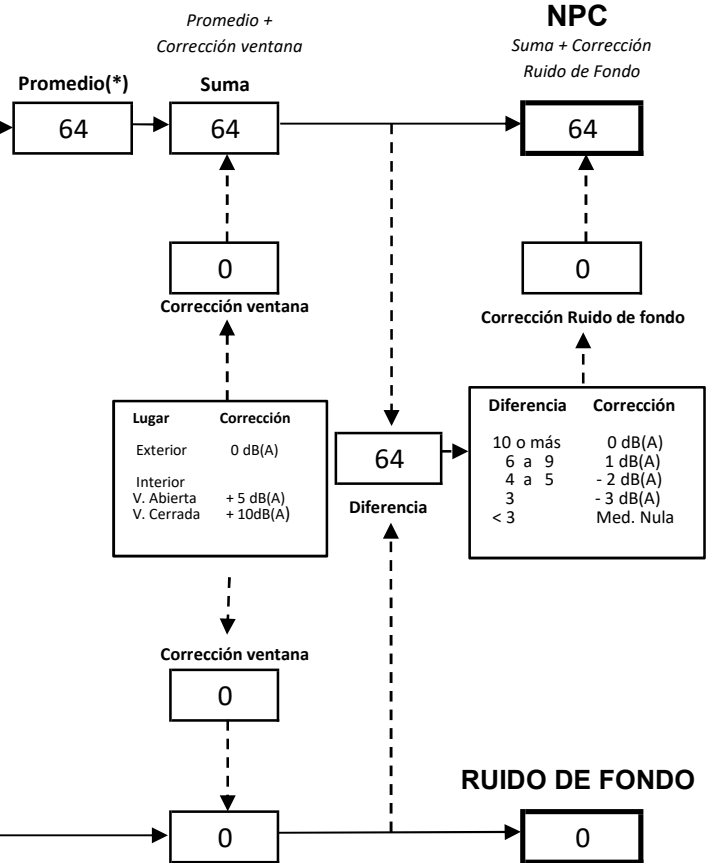 Promedio +
Corrección ventana
NPC
Suma + Corrección
Ruido de Fondo
Promedio(*)
Suma
64
64
64
0
Corrección ventana
0
Corrección Ruido de fondo
Lugar Corrección
Exterior 0 dB(A)
Interior
V. Abierta + 5 dB(A)
V. Cerrada + 10dB(A)
64
Diferencia
Diferencia Corrección
10 o más 0 dB(A)
6 a 9 1 dB(A)
4 a 5 - 2 dB(A)
3 - 3 dB(A)
< 3 Med. Nula
Corrección ventana
0
RUIDO DE FONDO
0
0